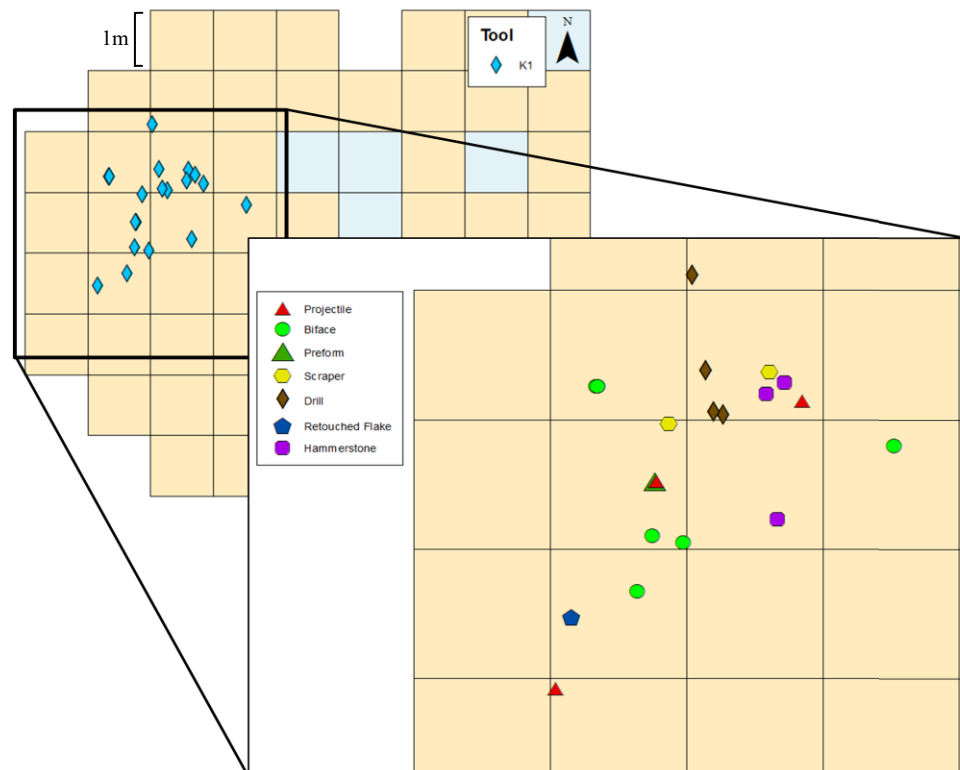 1m
Tool
K1
N
Projectile
Biface
Preform
Scraper
Drill
Retouched Flake
Hammerstone